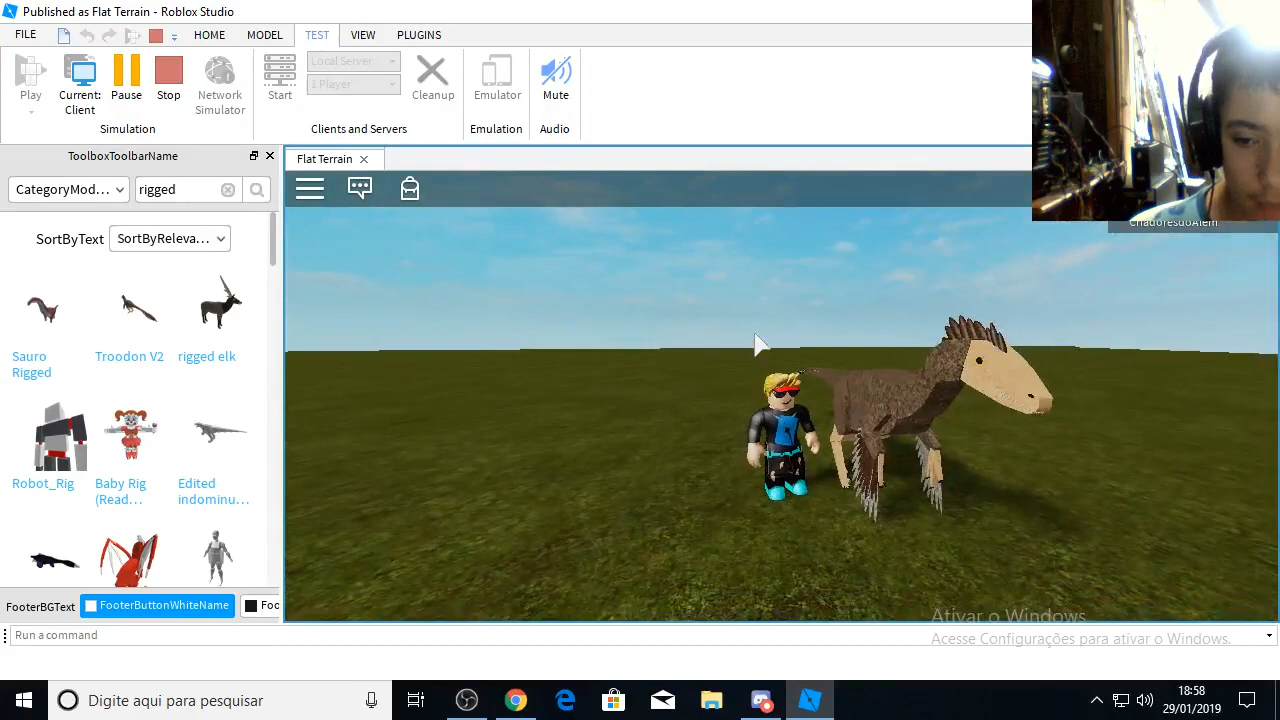 Published as Flat Terrain - Roblox Studio
FILE HOME MODEL TEST VIEW PLUGINS
Play
Current: Client
Pause
Stop
Network Simulator
Simulation
Start
Local Server
1 Player
Cleanup
Clients and Servers
Emulator
Emulation
Mute
Audio
ToolboxToolbarName
CategoryMod...
rigged
SortByText
SortByReleva...
Sauro Rigged
Troodon V2
rigged elk
Robot_Rig
Baby Rig (Read...
Edited indominu...
FooterBGText
FooterButtonWhiteName
Foo
Flat Terrain
CriadoresdoAlem
Ativar o Windows
Acesse Configurações para ativar o Windows.
Run a command
Digite aqui para pesquisar
18:58
29/01/2019